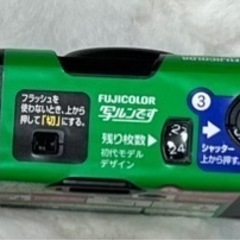 フラッシュを
使わないとき、上から
押して「切」にする。
FUJICOLOR
写ルンです
残り枚数
初代モデル
デザイン
24
3
シャッター
上から押す